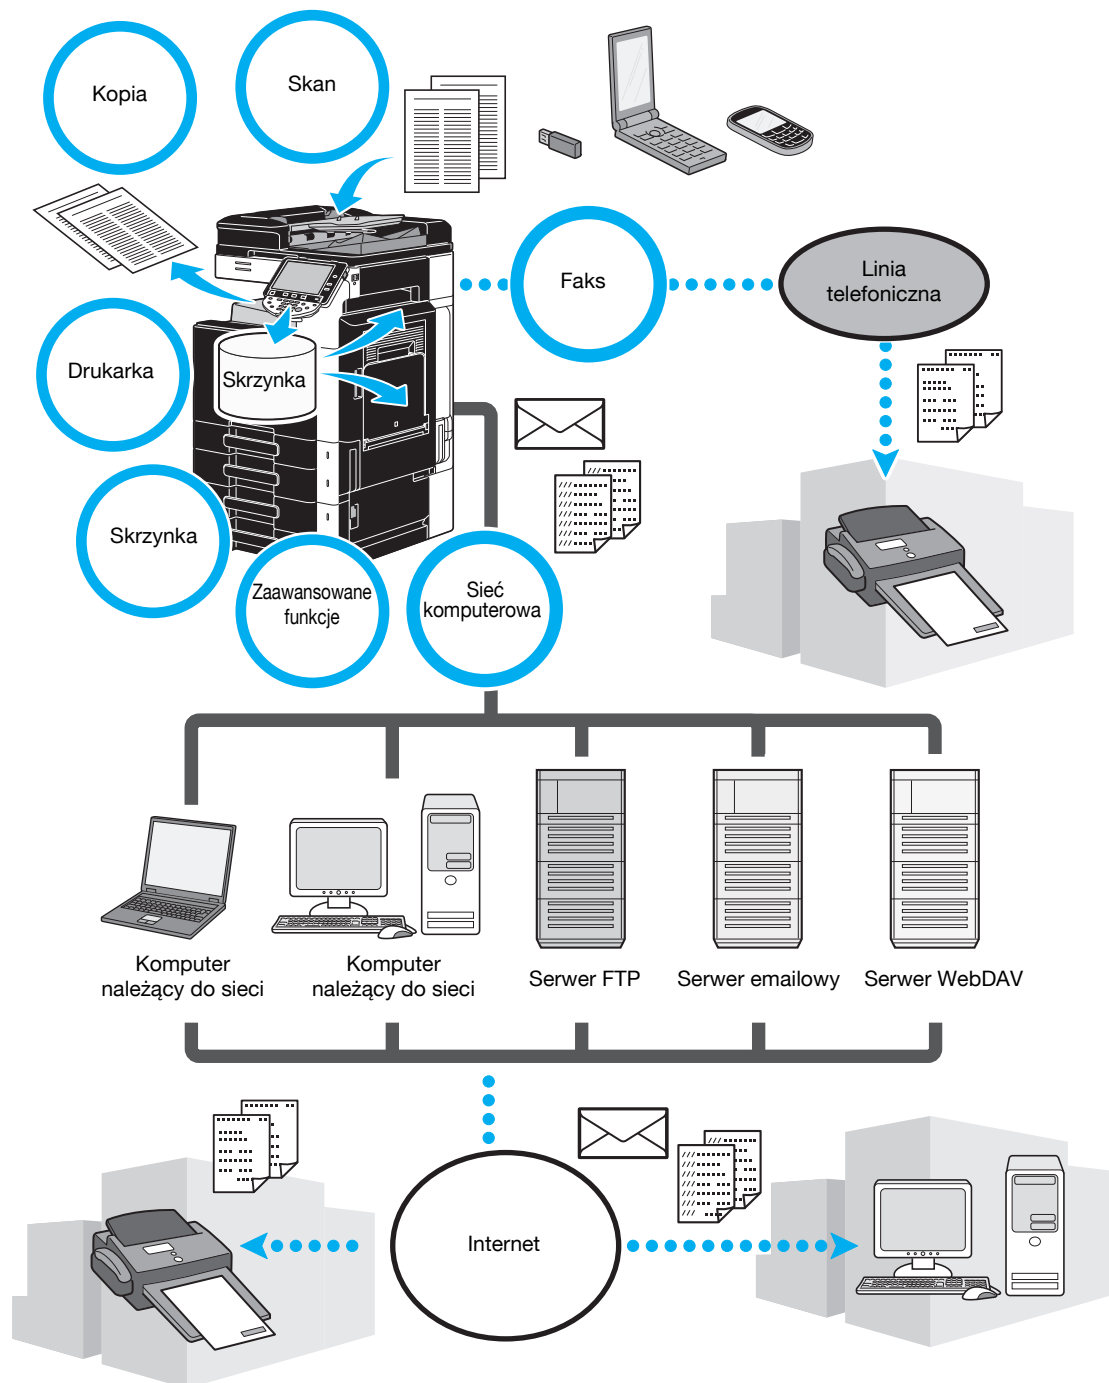 Kopia
Skan
Faks
Linia
telefoniczna
Drukarka
Skrzynka
Skrzynka
Zaawansowane
funkcje
Sieć
komputerowa
Komputer
należący do sieci
Komputer
należący do sieci
Serwer FTP
Serwer emailowy
Serwer WebDAV
Internet